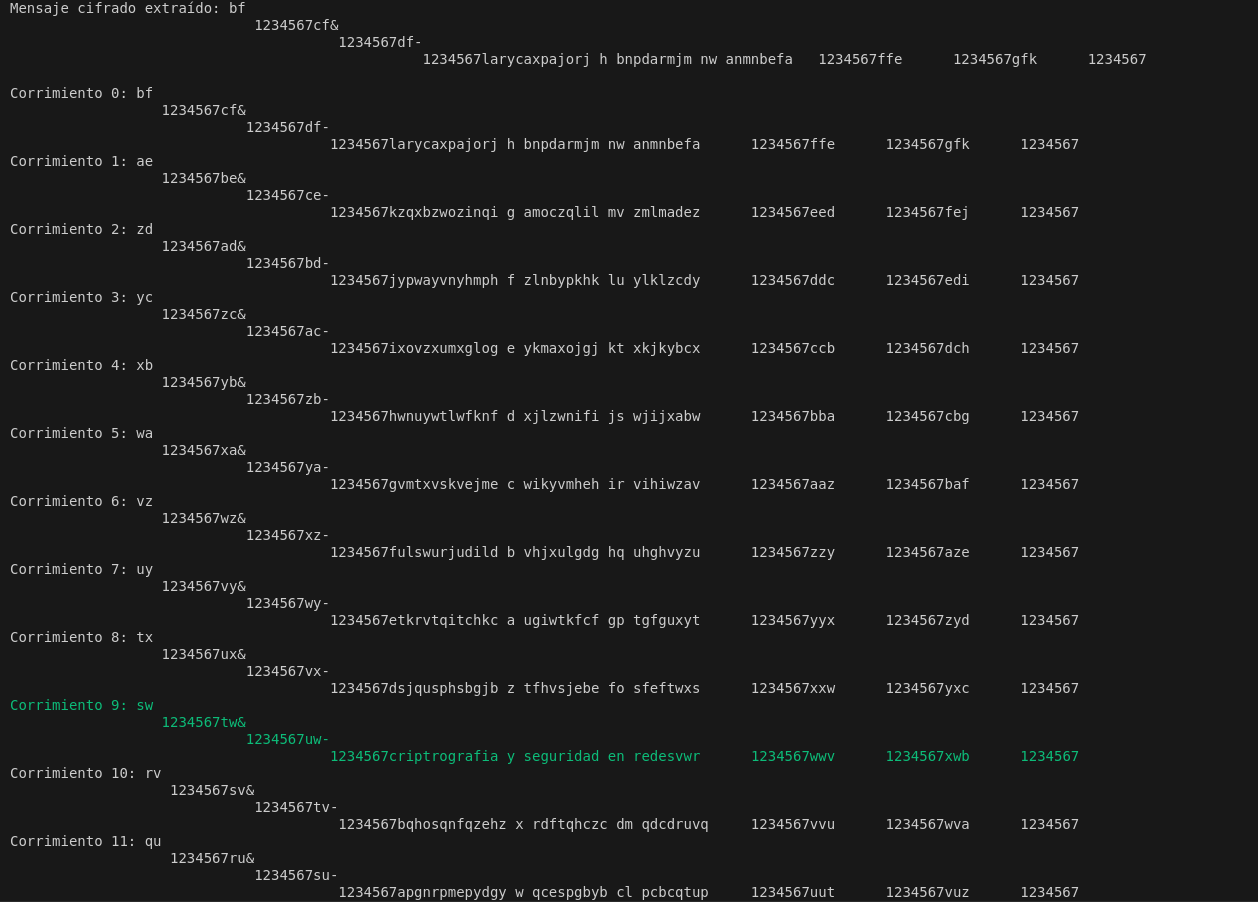 Mensaje cifrado extraído: bf
1234567cf&
1234567df-
1234567larycaxpajorj h bnpdarmjm nw anmnbefa 1234567ffe 1234567gfk 1234567
Corrimiento 0: bf
1234567cf&
1234567df-
1234567larycaxpajorj h bnpdarmjm nw anmnbefa 1234567ffe 1234567gfk 1234567
Corrimiento 1: ae
1234567be&
1234567ce-
1234567kzqxbzwozinqi g amoczqlil mv zmlmadez 1234567eed 1234567fej 1234567
Corrimiento 2: zd
1234567ad&
1234567bd-
1234567jypwayvnyhmph f zlnbypkhk lu ylklzcdy 1234567ddc 1234567edi 1234567
Corrimiento 3: yc
1234567zc&
1234567ac-
1234567ixovzxumxglog e ykmaxojgj kt xkjkybcx 1234567ccb 1234567dch 1234567
Corrimiento 4: xb
1234567yb&
1234567zb-
1234567hwnuywtlwfknf d xjlzwnifi js wjijxabw 1234567bba 1234567cbg 1234567
Corrimiento 5: wa
1234567xa&
1234567ya-
1234567gvmtxvskvejme c wikyvmheh ir vihiwzav 1234567aaz 1234567baf 1234567
Corrimiento 6: vz
1234567wz&
1234567xz-
1234567fulswurjudild b vhjxulgdg hq uhghvyzu 1234567zzy 1234567aze 1234567
Corrimiento 7: uy
1234567vy&
1234567wy-
1234567etkrvtqitchkc a ugiwtkfcf gp tgfguxyt 1234567yyx 1234567zyd 1234567
Corrimiento 8: tx
1234567ux&
1234567vx-
1234567dsjqusphsbgjb z tfhvsjebe fo sfeftwxs 1234567xxw 1234567yxc 1234567
Corrimiento 9: sw
1234567tw&
1234567uw-
1234567criptrografia y seguridad en redesvwr 1234567wwv 1234567xwb 1234567
Corrimiento 10: rv
1234567sv&
1234567tv-
1234567bqhosqnfqzehz x rdftqhczc dm qdcdruvq 1234567vvu 1234567wva 1234567
Corrimiento 11: qu
1234567ru&
1234567su-
1234567apgnrpmepydgy w qcespgbyb cl pcbcqtup 1234567uut 1234567vuz 1234567